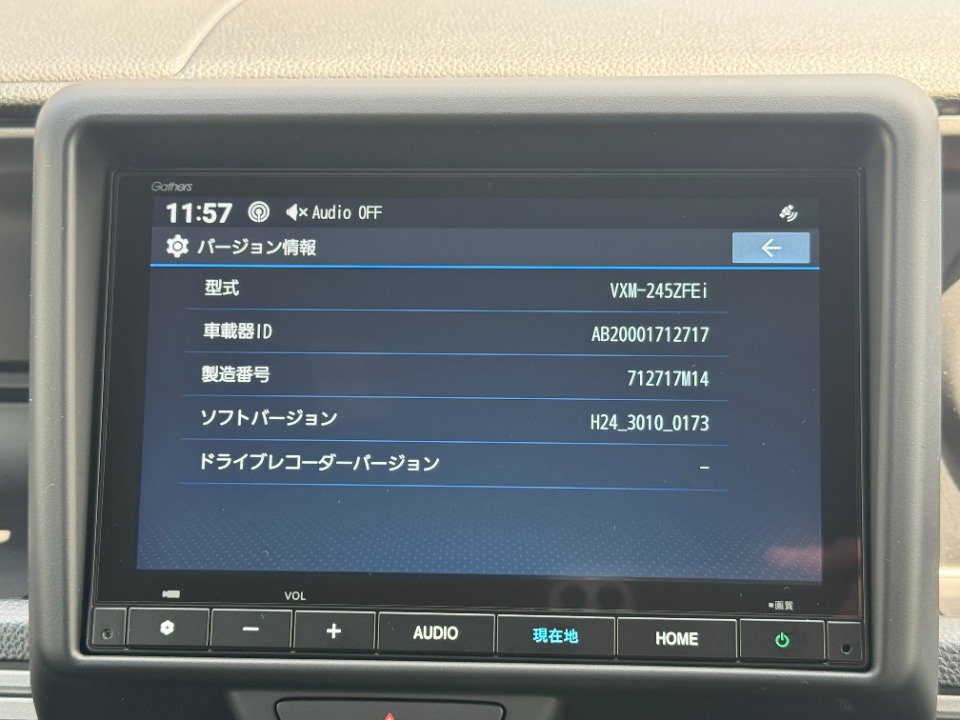 Gathers
11:57 Audio OFF
バージョン情報
型式 VXM-245ZFEi
車載器ID AB20001712717
製造番号 712717M14
ソフトバージョン H24_3010_0173
ドライブレコーダーバージョン –
VOL ■画質
− + AUDIO 現在地 HOME